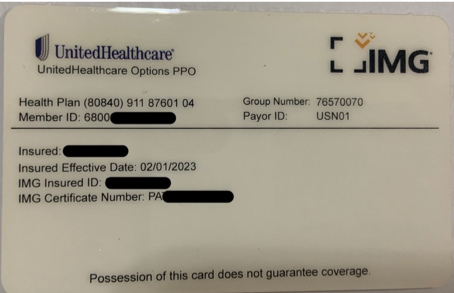 UnitedHealthcare
IMG
UnitedHealthcare Options PPO
Health Plan (80840) 911 87601 04 Group Number: 76570070
Member ID: 6800 Payor ID: USN01
Insured:
Insured Effective Date: 02/01/2023
IMG Insured ID:
IMG Certificate Number: PA
Possession of this card does not guarantee coverage.